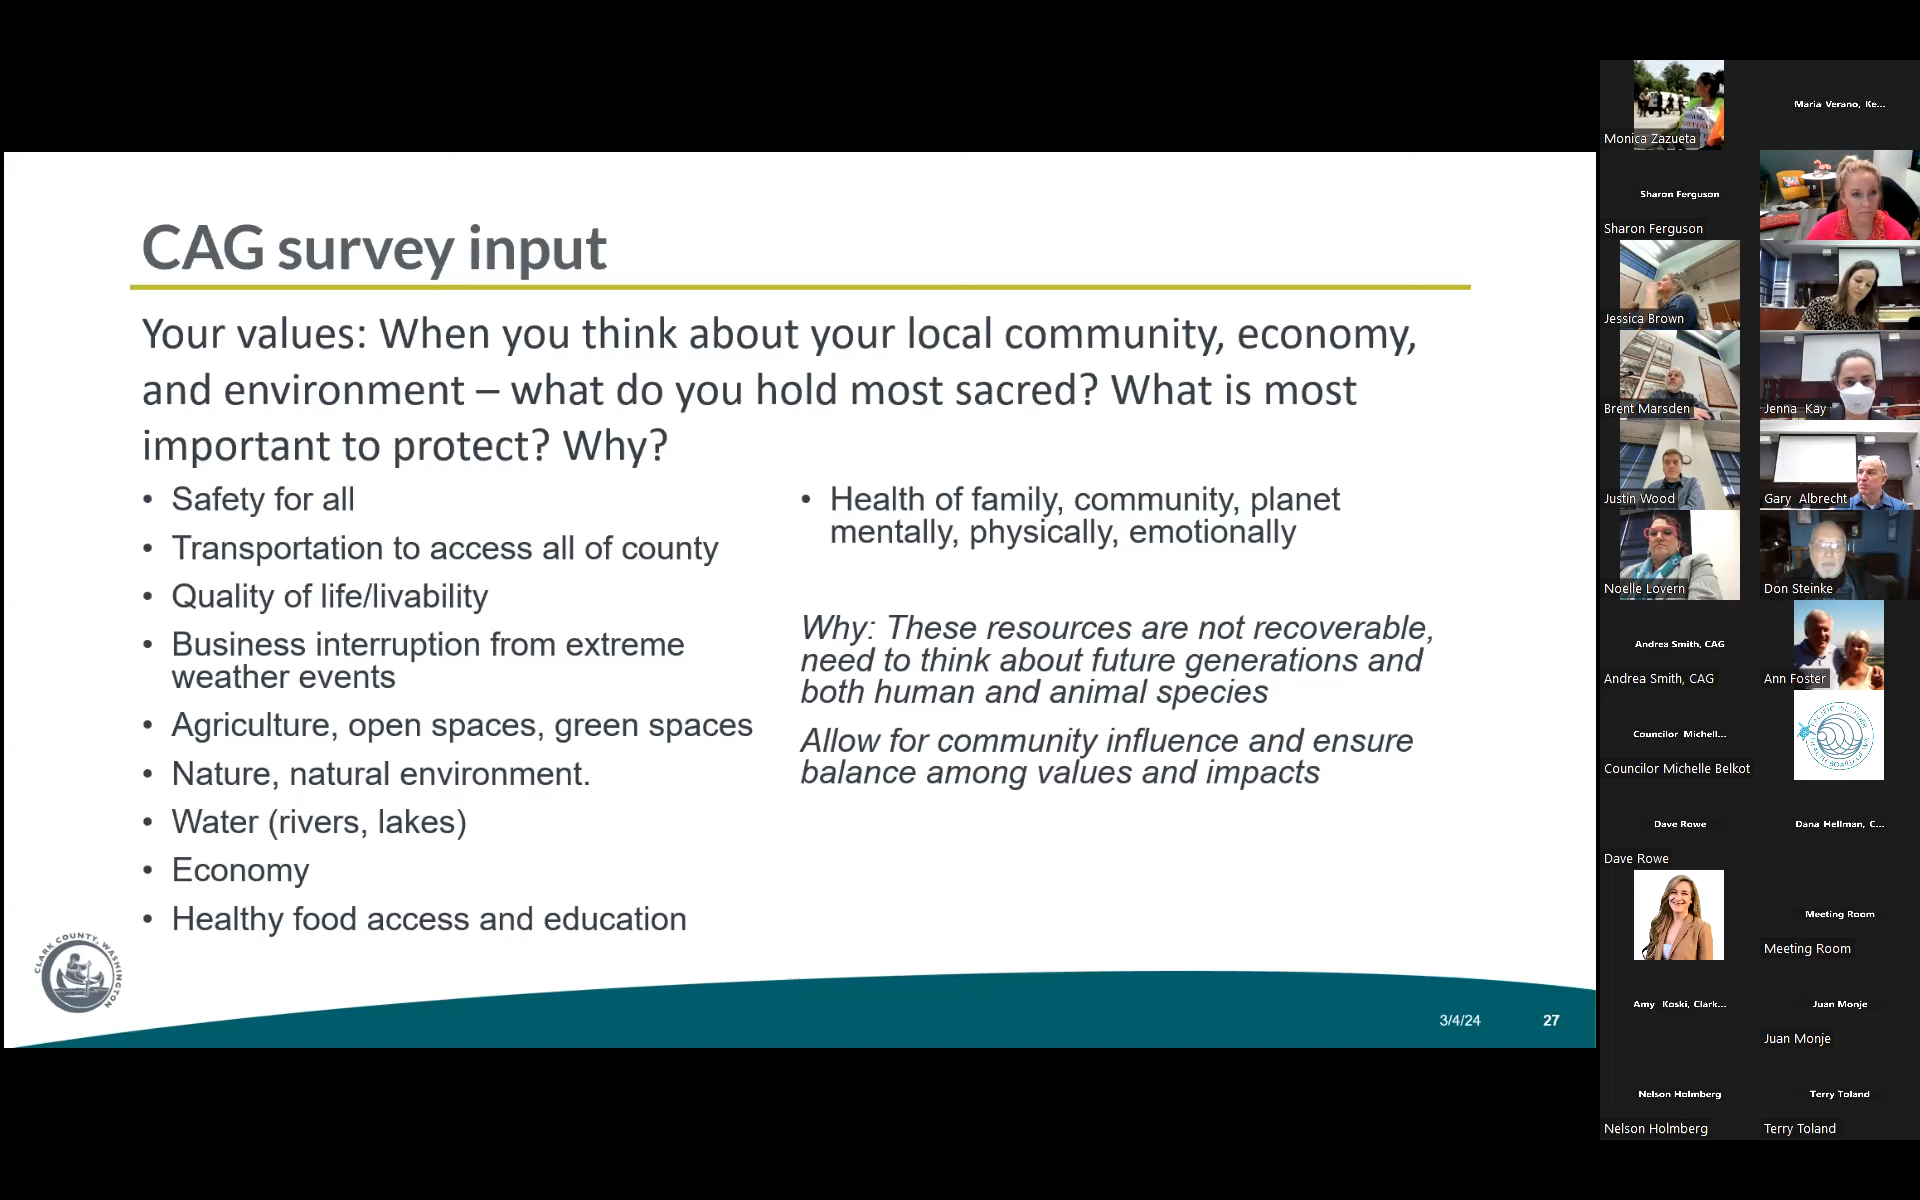 CAG survey input
Your values: When you think about your local community, economy,
and environment – what do you hold most sacred? What is most
important to protect? Why?
• Safety for all
• Transportation to access all of county
• Quality of life/livability
• Business interruption from extreme
weather events
• Agriculture, open spaces, green spaces
• Nature, natural environment.
• Water (rivers, lakes)
• Economy
• Healthy food access and education
• Health of family, community, planet
mentally, physically, emotionally
Why: These resources are not recoverable,
need to think about future generations and
both human and animal species
Allow for community influence and ensure
balance among values and impacts
CLARK COUNTY, WASHINGTON
3/4/24
27
Monica Zazueta
Maria Verano, Ke...
Sharon Ferguson
Sharon Ferguson
Jessica Brown
Brent Marsden
Jenna Kay
Justin Wood
Gary Albrecht
Noelle Lovern
Don Steinke
Andrea Smith, CAG
Andrea Smith, CAG
Ann Foster
Councilor Michell...
Councilor Michelle Belkot
Dave Rowe
Dave Rowe
Dana Hellman, C...
Meeting Room
Meeting Room
Amy Koski, Clark...
Juan Monje
Juan Monje
Nelson Holmberg
Nelson Holmberg
Terry Toland
Terry Toland